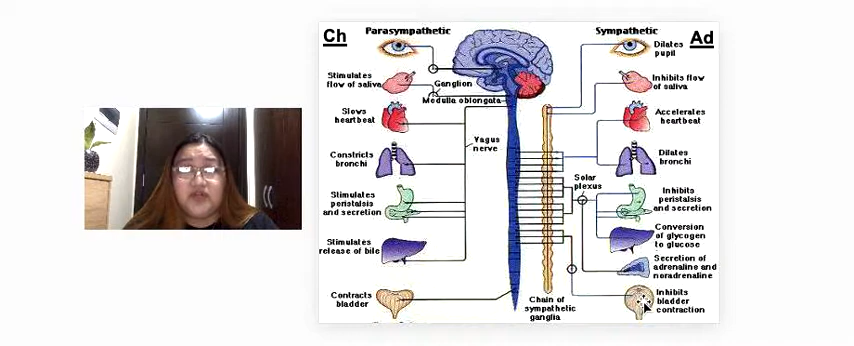 Ch
Parasympathetic
Sympathetic
Ad
Dilates
pupil
Stimulates
flow of saliva
Ganglion
Medulla oblongata
Inhibits flow
of saliva
Slows
heartbeat
Accelerates
heartbeat
Vagus
nerve
Constricts
bronchi
Dilates
bronchi
Solar
plexus
Stimulates
peristalsis
and secretion
Inhibits
peristalsis
and secretion
Stimulates
release of bile
Conversion
of glycogen
to glucose
Secretion of
adrenaline and
noradrenaline
Contracts
bladder
Chain of
sympathetic
ganglia
Inhibits
bladder
contraction